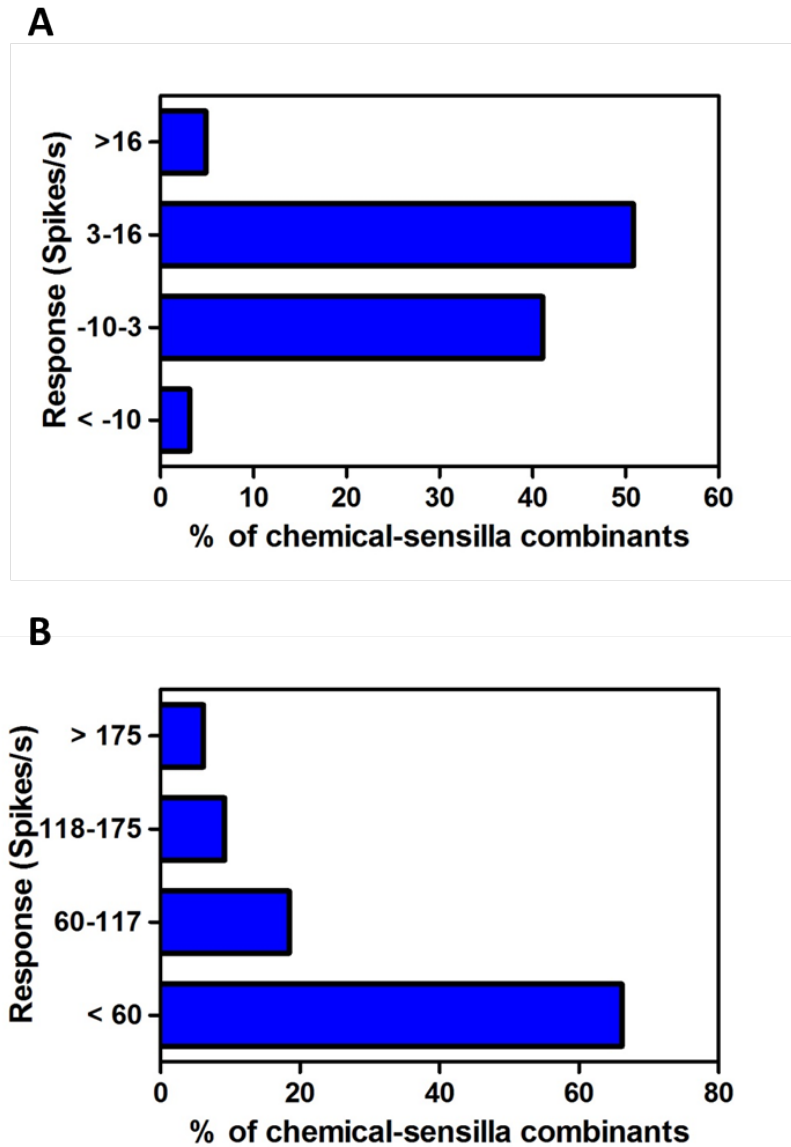 A
Response (Spikes/s)
>16
3-16
-10-3
< -10
0 10 20 30 40 50 60
% of chemical-sensilla combinants
B
Response (Spikes/s)
> 175
118-175
60-117
< 60
0 20 40 60 80
% of chemical-sensilla combinants